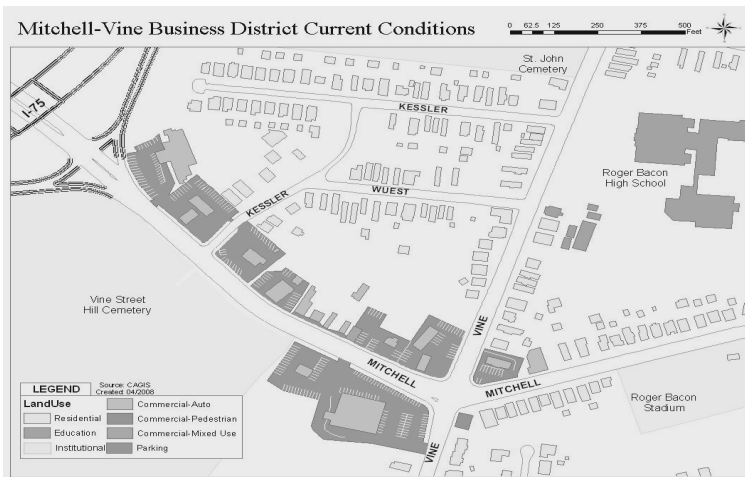 Mitchell-Vine Business District Current Conditions
0 62.5 125 250 375 500
Feet
St. John
Cemetery
I-75
KESSLER
Roger Bacon
High School
WUEST
KESSLER
Vine Street
Hill Cemetery
VINE
MITCHELL
MITCHELL
Roger Bacon
Stadium
VINE
LEGEND
Source: CAGIS
Created: 04/2008
LandUse
Residential
Education
Institutional
Commercial-Auto
Commercial-Pedestrian
Commercial-Mixed Use
Parking